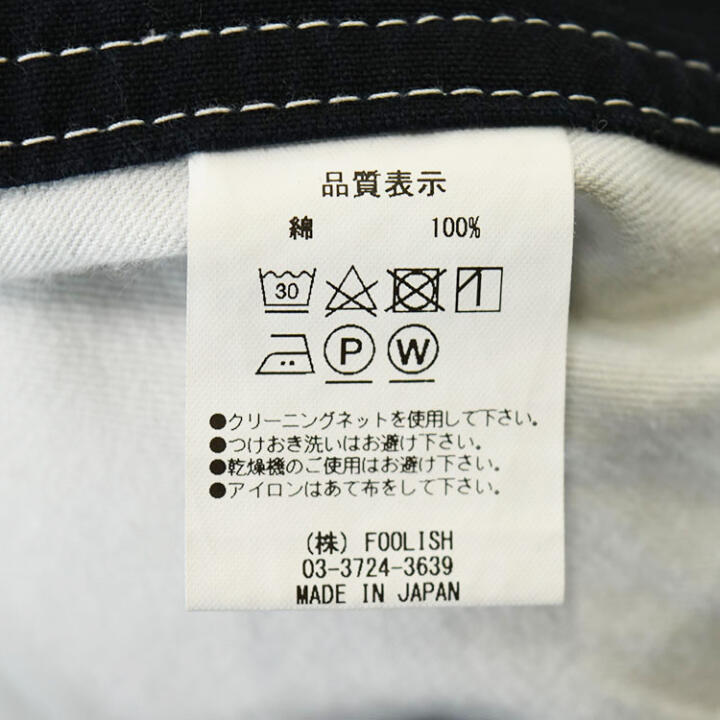 品質表示
綿 100%
30
P W
●クリーニングネットを使用して下さい。
●つけおき洗いはお避け下さい。
●乾燥機のご使用はお避け下さい。
●アイロンはあて布をして下さい。
(株) FOOLISH
03-3724-3639
MADE IN JAPAN